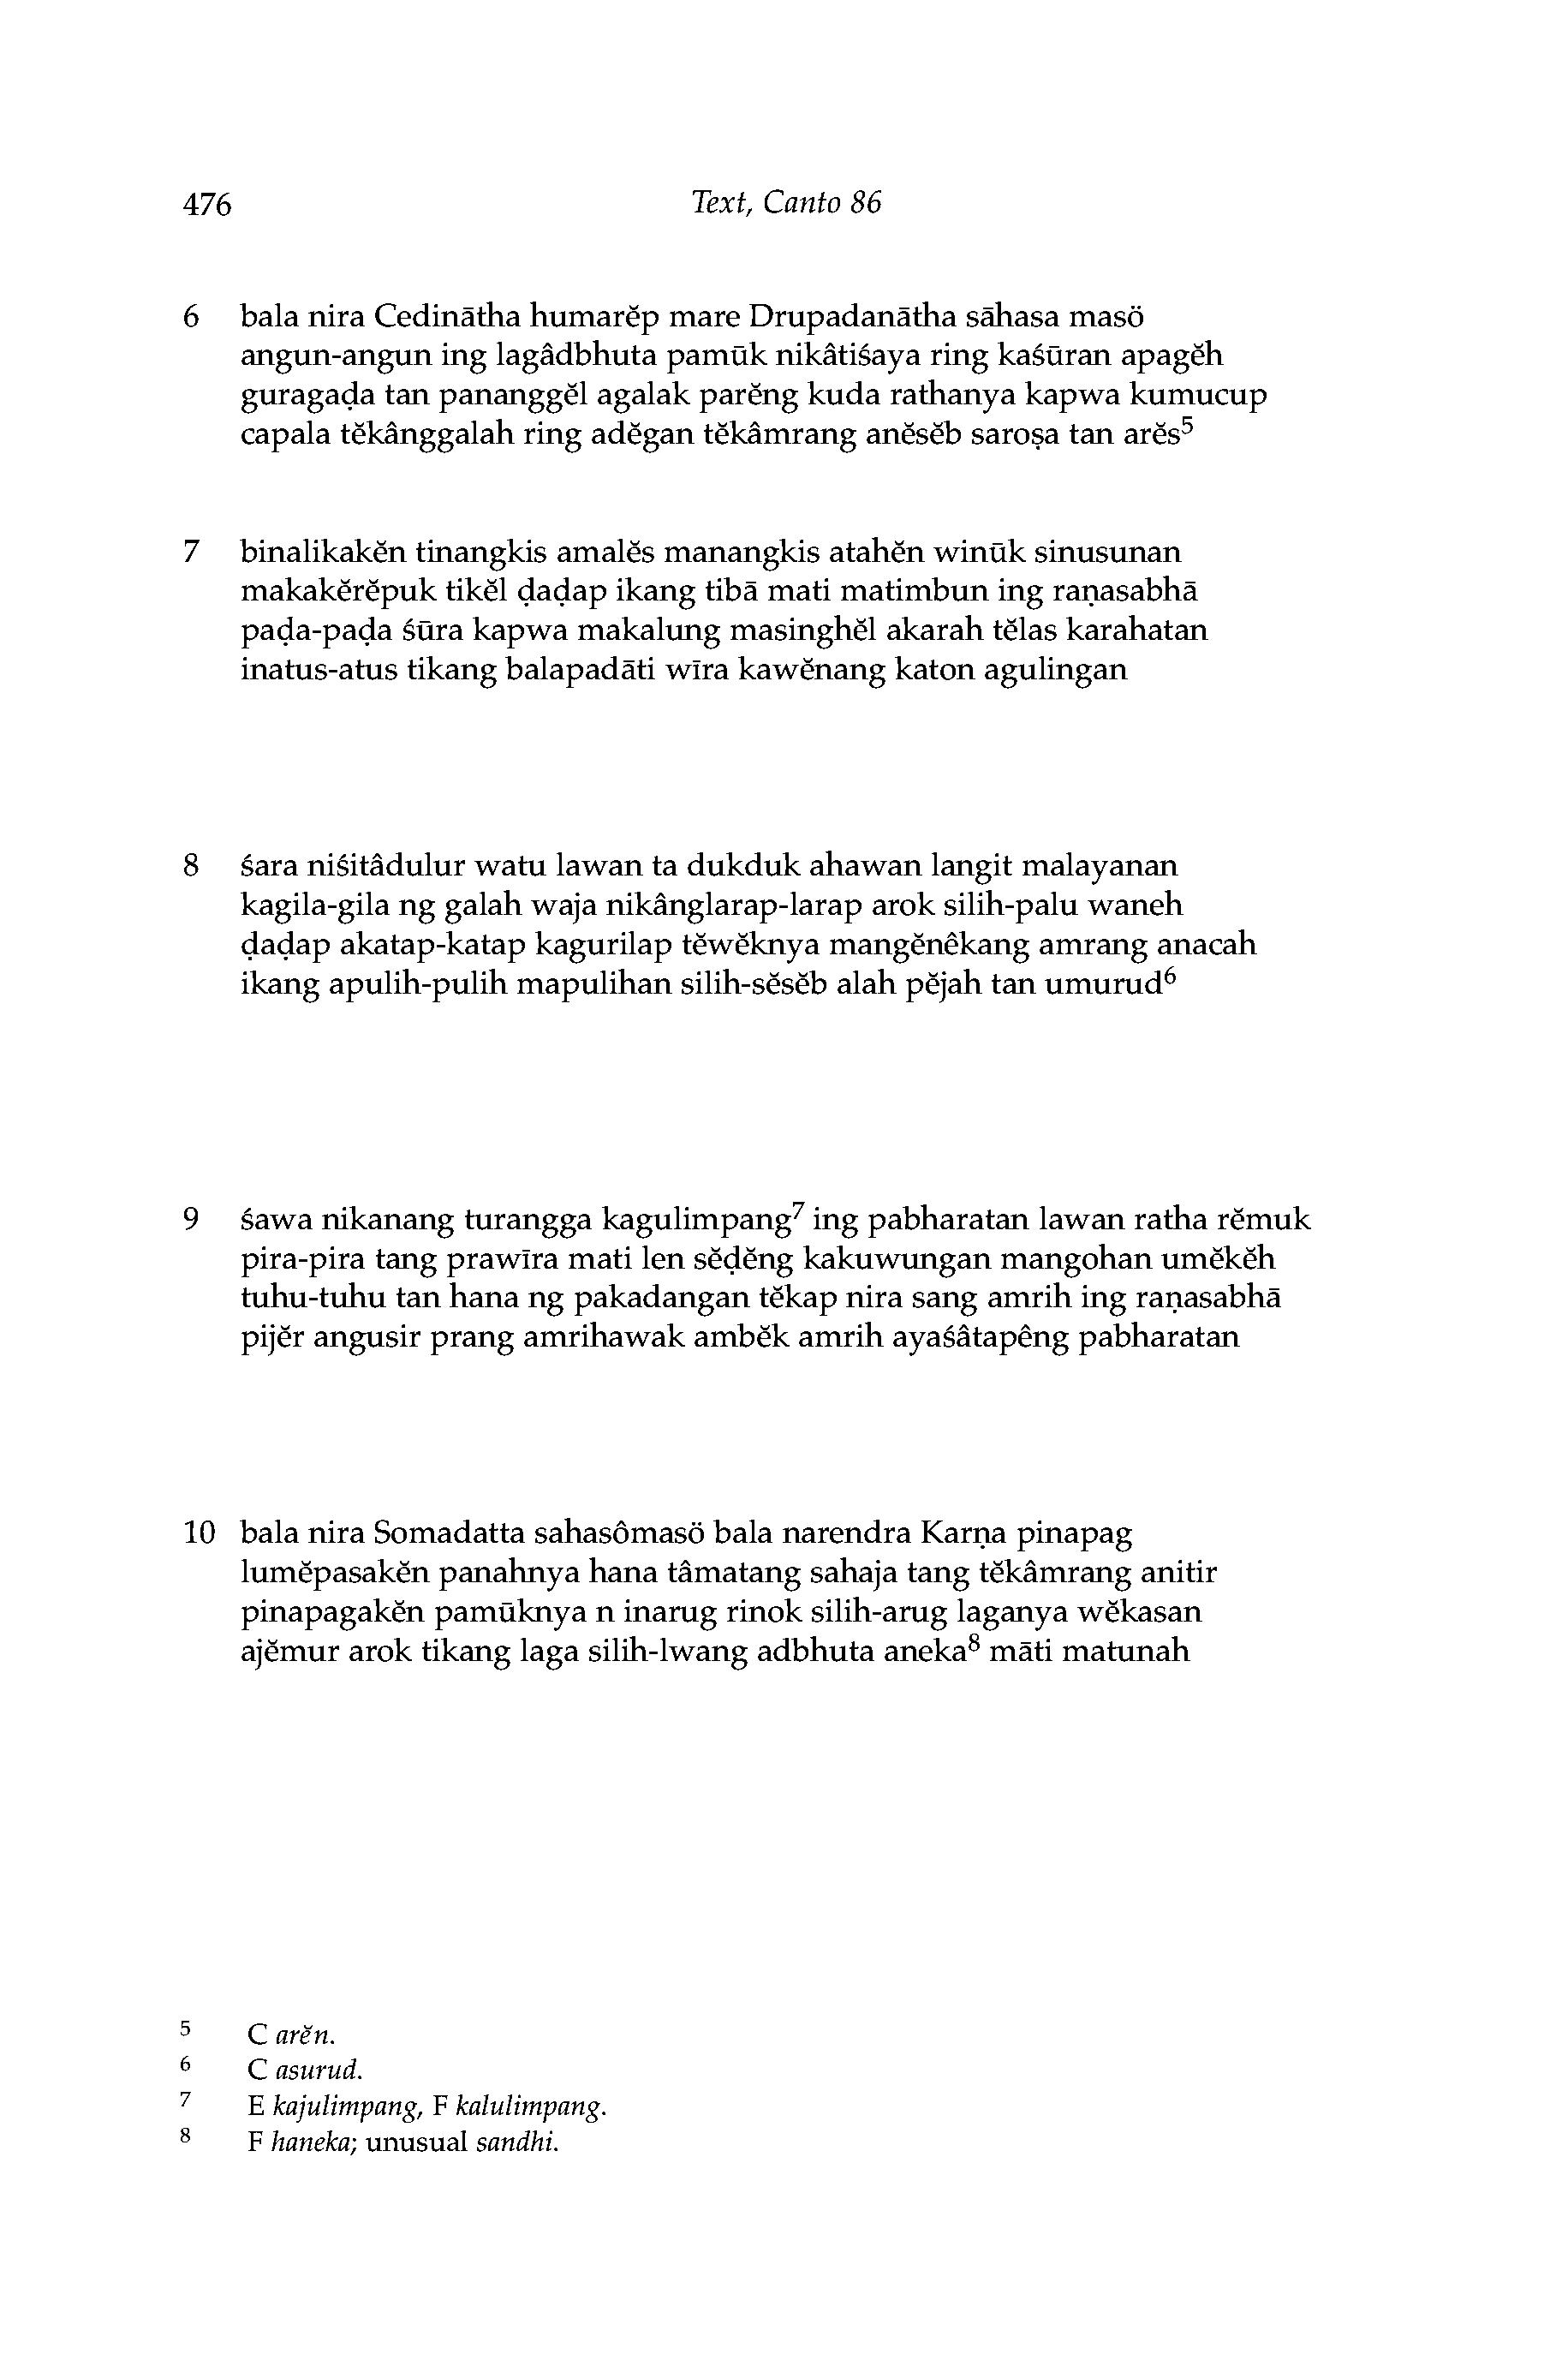 476 Text, Canto 86
6 bala nira Cedinātha humarĕp mare Drupadanātha sāhasa masö
angun-angun ing lagâdbhuta pamūk nikâtiśaya ring kaśūran apagĕh
guragaḍa tan pananggĕl agalak parĕng kuda rathanya kapwa kumucup
capala tĕkânggalah ring adĕgan tĕkâmrang anĕsĕb saroṣa tan arĕs⁵
7 binalikakĕn tinangkis amalĕs manangkis atahĕn winūk sinusunan
makakĕrĕpuk tikĕl ḍaḍap ikang tibā mati matimbun ing raṇasabhā
paḍa-paḍa śūra kapwa makalung masinghĕl akarah tĕlas karahatan
inatus-atus tikang balapadāti wīra kawĕnang katon agulingan
8 śara niśitâdulur watu lawan ta dukduk ahawan langit malayanan
kagila-gila ng galah waja nikânglarap-larap arok silih-palu waneh
ḍaḍap akatap-katap kagurilap tĕwĕknya mangĕnêkang amrang anacah
ikang apulih-pulih mapulihan silih-sĕsĕb alah pĕjah tan umurud⁶
9 śawa nikanang turangga kagulimpang⁷ ing pabharatan lawan ratha rĕmuk
pira-pira tang prawīra mati len sĕḍĕng kakuwungan mangohan umĕkĕh
tuhu-tuhu tan hana ng pakadangan tĕkap nira sang amrih ing raṇasabhā
pijĕr angusir prang amrihawak ambĕk amrih ayaśâtapêng pabharatan
10 bala nira Somadatta sahasômasö bala narendra Karṇa pinapag
lumĕpasakĕn panahnya hana tâmatang sahaja tang tĕkâmrang anitir
pinapagakĕn pamūknya n inarug rinok silih-arug laganya wĕkasan
ajĕmur arok tikang laga silih-lwang adbhuta aneka⁸ māti matunah
5 C arĕn.
6 C asurud.
7 E kajulimpang, F kalulimpang.
8 F haneka; unusual sandhi.